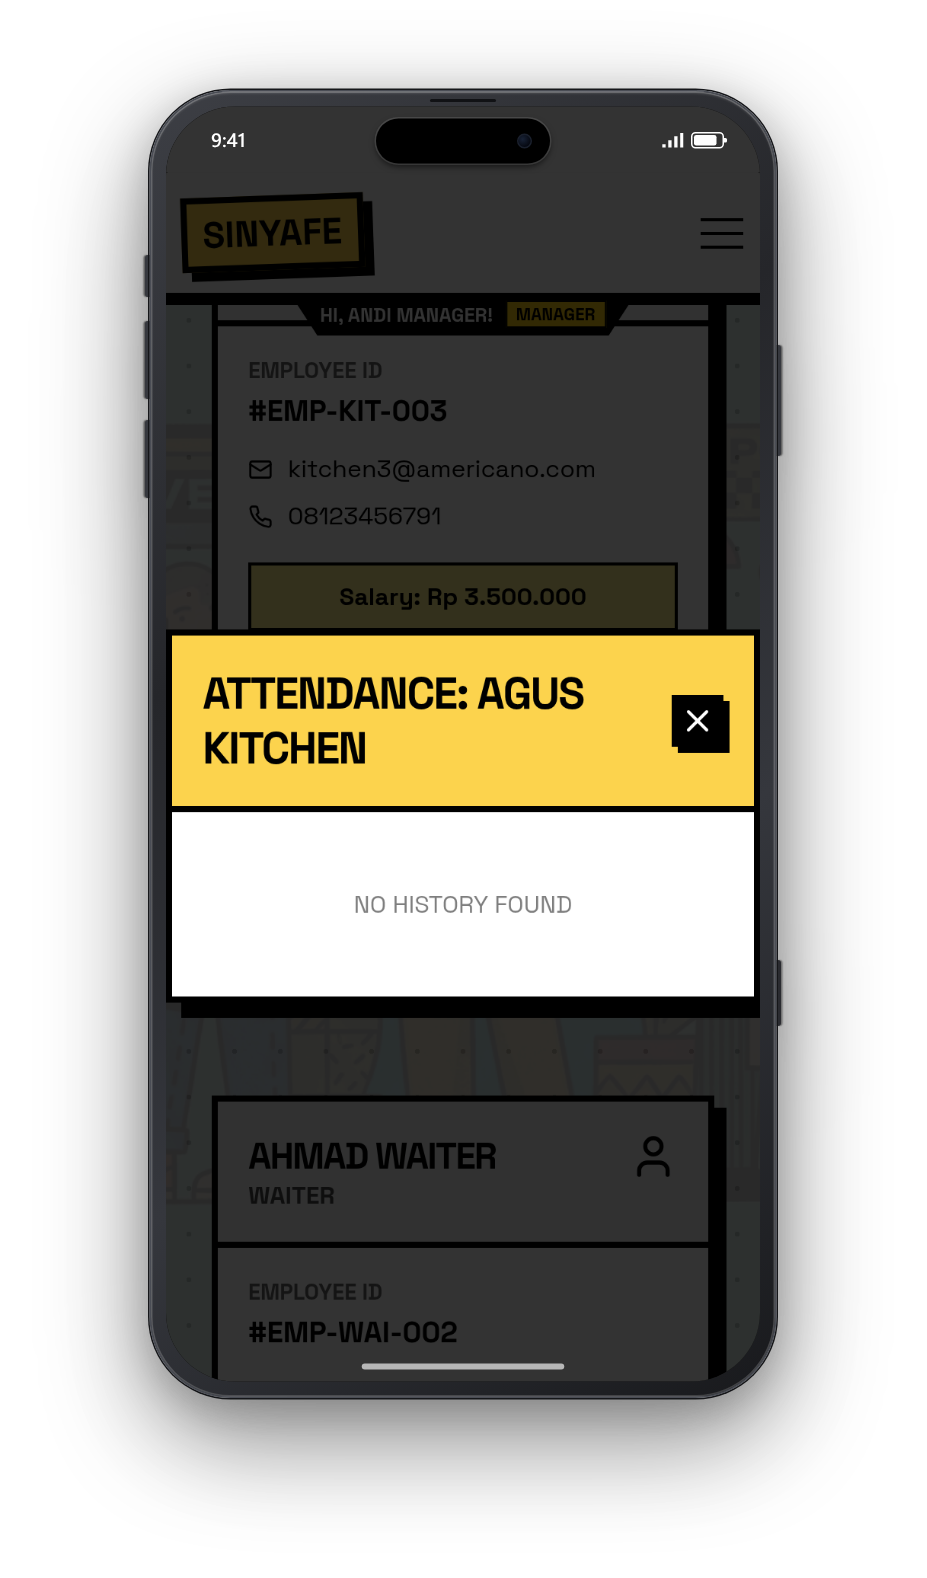 9:41
SINYAFE
HI, ANDI MANAGER! MANAGER
EMPLOYEE ID
#EMP-KIT-003
kitchen3@americano.com
08123456791
Salary: Rp 3.500.000
ATTENDANCE: AGUS
KITCHEN
NO HISTORY FOUND
AHMAD WAITER
WAITER
EMPLOYEE ID
#EMP-WAI-002